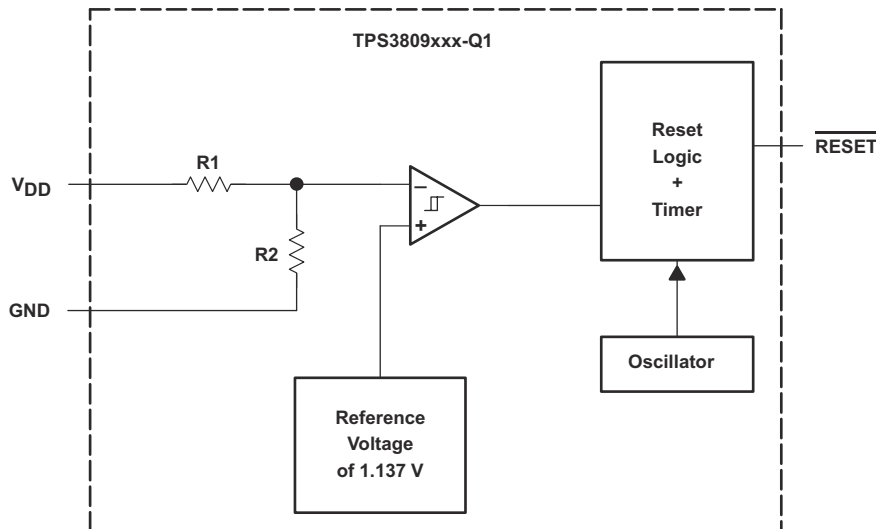 TPS3809xxx-Q1
Reset
Logic
+
Timer
RESET
R1
VDD
−
+
R2
GND
Oscillator
Reference
Voltage
of 1.137 V